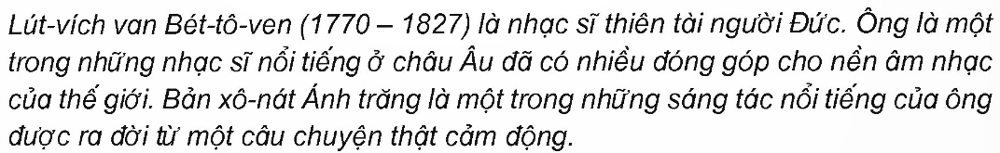 Lút-vích van Bét-tô-ven (1770 – 1827) là nhạc sĩ thiên tài người Đức. Ông là một
trong những nhạc sĩ nổi tiếng ở châu Âu đã có nhiều đóng góp cho nền âm nhạc
của thế giới. Bản xô-nát Ánh trăng là một trong những sáng tác nổi tiếng của ông
được ra đời từ một câu chuyện thật cảm động.